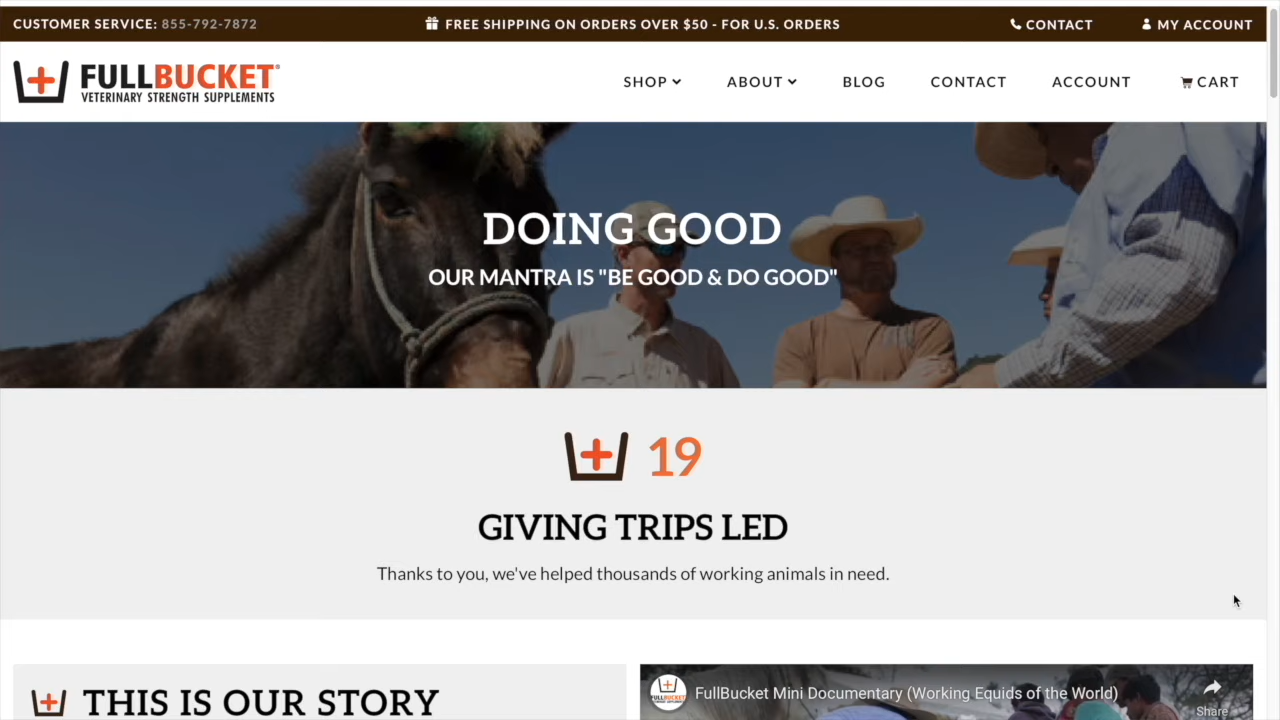 CUSTOMER SERVICE: 855-792-7872
FREE SHIPPING ON ORDERS OVER $50 - FOR U.S. ORDERS
CONTACT
MY ACCOUNT
FULLBUCKET®
VETERINARY STRENGTH SUPPLEMENTS
SHOP
ABOUT
BLOG
CONTACT
ACCOUNT
CART
DOING GOOD
OUR MANTRA IS "BE GOOD & DO GOOD"
19
GIVING TRIPS LED
Thanks to you, we've helped thousands of working animals in need.
THIS IS OUR STORY
FullBucket Mini Documentary (Working Equids of the World)
Share